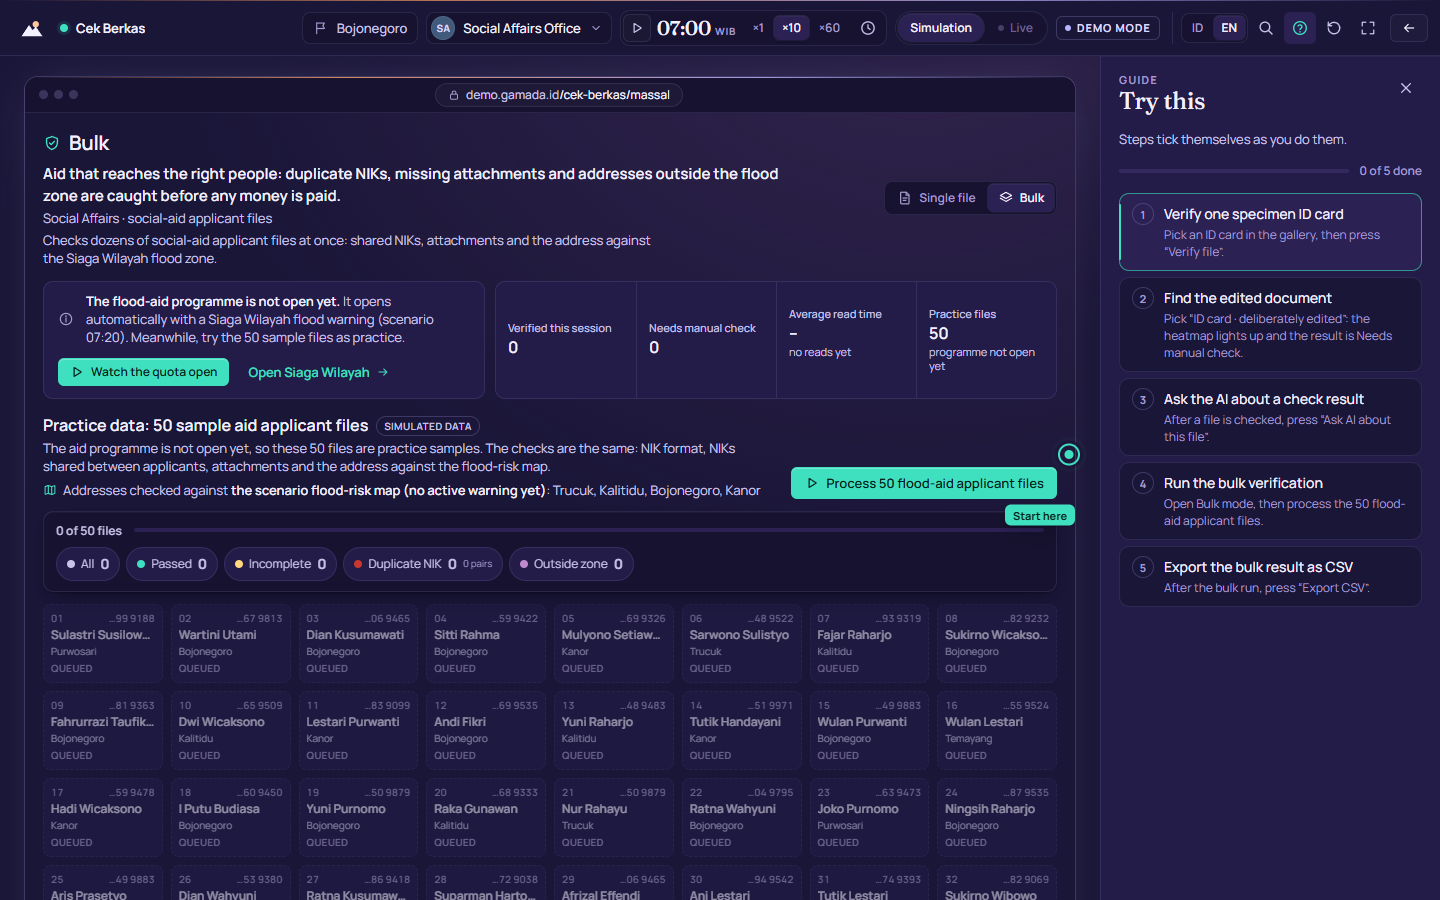 Cek Berkas
Bojonegoro
SA Social Affairs Office
07:00 WIB
×1 ×10 ×60
Simulation
Live
DEMO MODE
ID EN
demo.gamada.id/cek-berkas/massal
Bulk
Aid that reaches the right people: duplicate NIKs, missing attachments and addresses outside the flood
zone are caught before any money is paid.
Social Affairs · social-aid applicant files
Checks dozens of social-aid applicant files at once: shared NIKs, attachments and the address against
the Siaga Wilayah flood zone.
Single file
Bulk
The flood-aid programme is not open yet. It opens
automatically with a Siaga Wilayah flood warning (scenario
07:20). Meanwhile, try the 50 sample files as practice.
Watch the quota open
Open Siaga Wilayah →
Verified this session
0
Needs manual check
0
Average read time
–
no reads yet
Practice files
50
programme not open
yet
Practice data: 50 sample aid applicant files
SIMULATED DATA
The aid programme is not open yet, so these 50 files are practice samples. The checks are the same: NIK format, NIKs
shared between applicants, attachments and the address against the flood-risk map.
Addresses checked against the scenario flood-risk map (no active warning yet): Trucuk, Kalitidu, Bojonegoro, Kanor
Process 50 flood-aid applicant files
Start here
0 of 50 files
All 0
Passed 0
Incomplete 0
Duplicate NIK 0 0 pairs
Outside zone 0
01 …99 9188
Sulastri Susilow…
Purwosari
QUEUED
02 …67 9813
Wartini Utami
Bojonegoro
QUEUED
03 …06 9465
Dian Kusumawati
Bojonegoro
QUEUED
04 …59 9422
Sitti Rahma
Bojonegoro
QUEUED
05 …69 9326
Mulyono Setiaw…
Kanor
QUEUED
06 …48 9522
Sarwono Sulistyo
Trucuk
QUEUED
07 …93 9319
Fajar Raharjo
Kalitidu
QUEUED
08 …82 9232
Sukirno Wicakso…
Bojonegoro
QUEUED
09 …81 9363
Fahrurrazi Taufik…
Bojonegoro
QUEUED
10 …65 9509
Dwi Wicaksono
Kalitidu
QUEUED
11 …83 9099
Lestari Purwanti
Kanor
QUEUED
12 …69 9535
Andi Fikri
Bojonegoro
QUEUED
13 …48 9483
Yuni Raharjo
Kalitidu
QUEUED
14 …51 9971
Tutik Handayani
Kanor
QUEUED
15 …49 9883
Wulan Purwanti
Bojonegoro
QUEUED
16 …55 9524
Wulan Lestari
Temayang
QUEUED
17 …59 9478
Hadi Wicaksono
Kanor
QUEUED
18 …60 9450
I Putu Budiasa
Bojonegoro
QUEUED
19 …50 9879
Yuni Purnomo
Bojonegoro
QUEUED
20 …68 9333
Raka Gunawan
Kalitidu
QUEUED
21 …50 9879
Nur Rahayu
Trucuk
QUEUED
22 …04 9795
Ratna Wahyuni
Bojonegoro
QUEUED
23 …63 9473
Joko Purnomo
Purwosari
QUEUED
24 …87 9535
Ningsih Raharjo
Bojonegoro
QUEUED
25 …49 9883
Aris Prasetyo
26 …53 9380
Dian Wahyuni
27 …86 9418
Ratna Kusumaw…
28 …72 9038
Suparman Harto…
29 …06 9465
Afrizal Effendi
30 …94 9542
Ani Lestari
31 …74 9393
Tutik Lestari
32 …82 9069
Sukirno Wibowo
GUIDE
Try this
Steps tick themselves as you do them.
0 of 5 done
1 Verify one specimen ID card
Pick an ID card in the gallery, then press
"Verify file".
2 Find the edited document
Pick "ID card · deliberately edited": the
heatmap lights up and the result is Needs
manual check.
3 Ask the AI about a check result
After a file is checked, press "Ask AI about
this file".
4 Run the bulk verification
Open Bulk mode, then process the 50 flood-
aid applicant files.
5 Export the bulk result as CSV
After the bulk run, press "Export CSV".